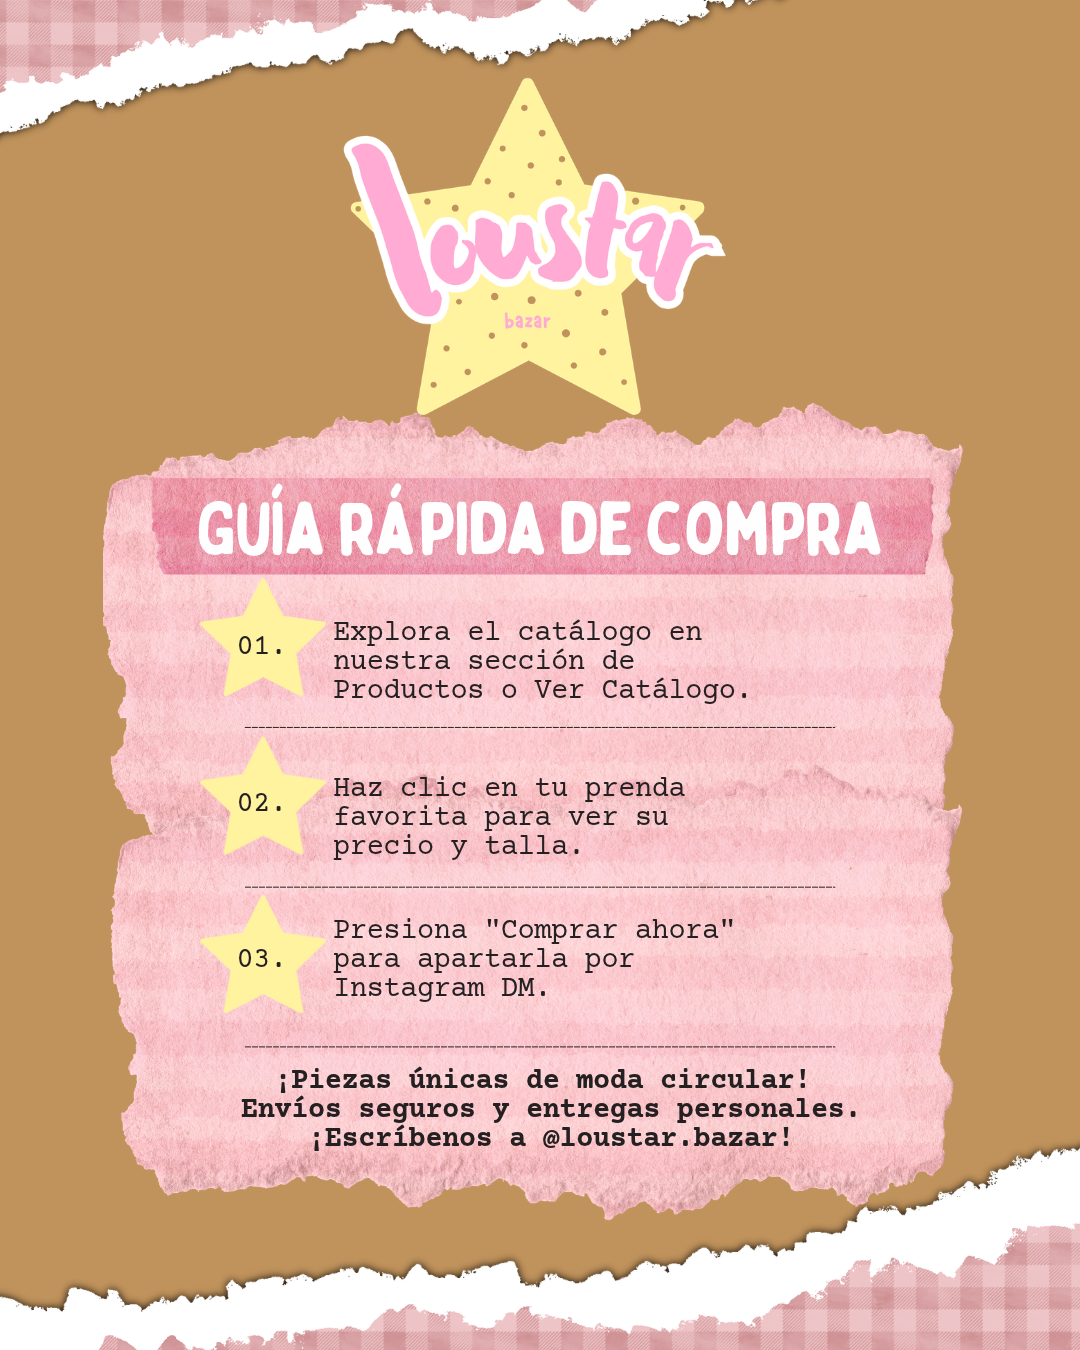 loustar
bazar
GUÍA RÁPIDA DE COMPRA
01.
Explora el catálogo en
nuestra sección de
Productos o Ver Catálogo.
02.
Haz clic en tu prenda
favorita para ver su
precio y talla.
03.
Presiona "Comprar ahora"
para apartarla por
Instagram DM.
¡Piezas únicas de moda circular!
Envíos seguros y entregas personales.
¡Escríbenos a @loustar.bazar!